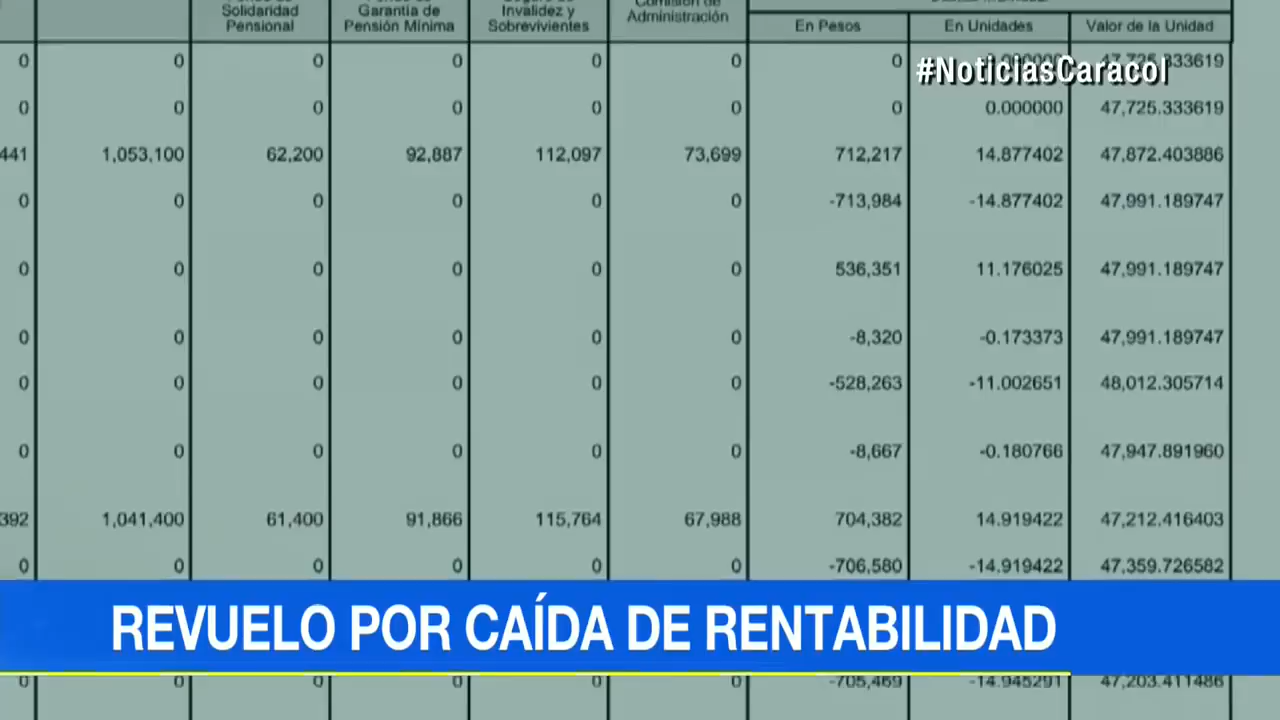 Solidaridad
Pensional
Garantía de
Pensión Mínima
Invalidez y
Sobrevivientes
Comisión de
Administración
En Pesos En Unidades Valor de la Unidad
0 0 0 0 0 0 0
#NoticiasCaracol
0 0 0 0 0 0 0 0.000000 47,725.333619
441 1,053,100 62,200 92,887 112,097 73,699 712,217 14.877402 47,872.403886
0 0 0 0 0 0 -713,984 -14.877402 47,991.189747
0 0 0 0 0 0 536,351 11.176025 47,991.189747
0 0 0 0 0 0 -8,320 -0.173373 47,991.189747
0 0 0 0 0 0 -528,263 -11.002651 48,012.305714
0 0 0 0 0 0 -8,667 -0.180766 47,947.891960
392 1,041,400 61,400 91,866 115,764 67,988 704,382 14.919422 47,212.416403
0 0 0 0 0 0 -706,580 -14.919422 47,359.726582
REVUELO POR CAÍDA DE RENTABILIDAD
0 0 0 0 0 0 -705,469 -14.945291 47,203.411486